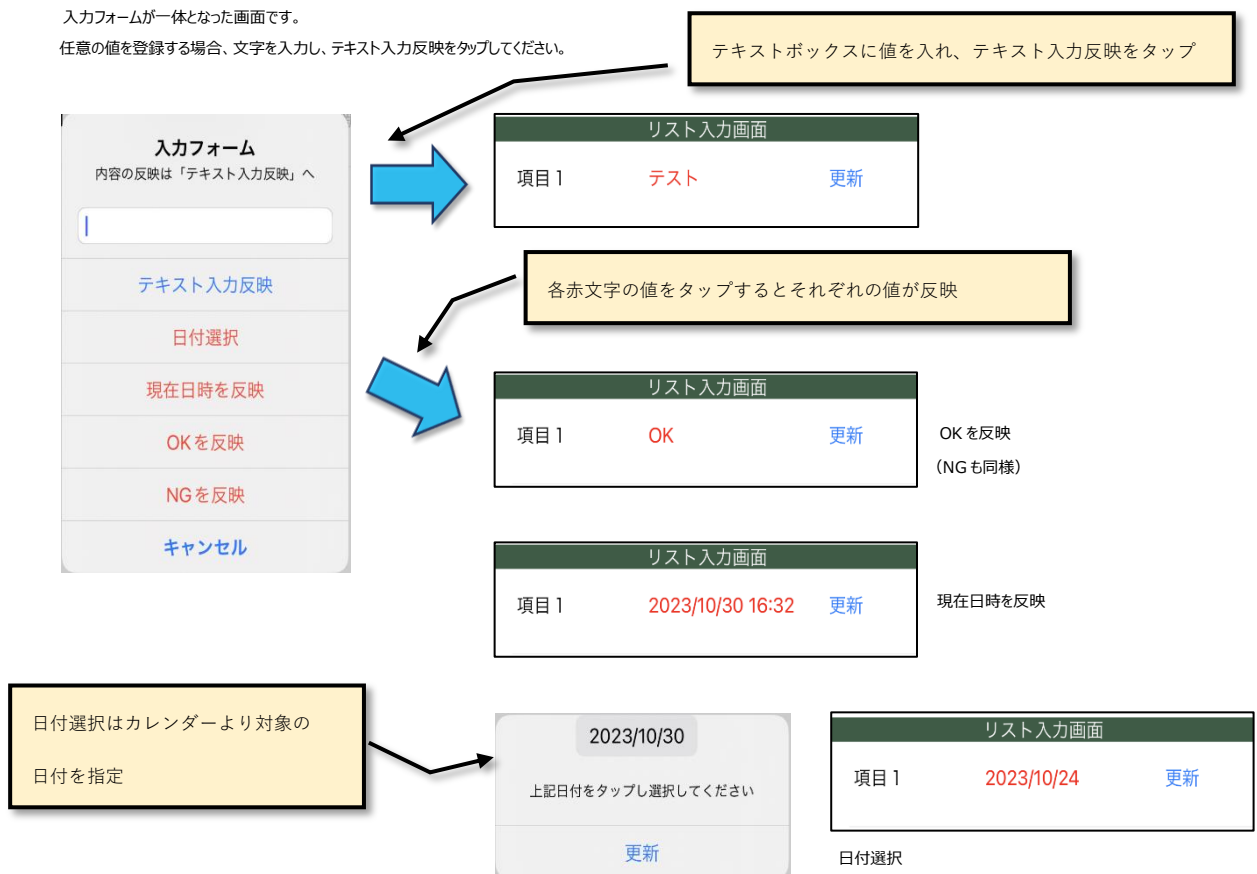 入力フォームが一体となった画面です。
任意の値を登録する場合、文字を入力し、テキスト入力反映をタップしてください。
テキストボックスに値を入れ、テキスト入力反映をタップ
入力フォーム
内容の反映は「テキスト入力反映」へ
テキスト入力反映
日付選択
現在日時を反映
OKを反映
NGを反映
キャンセル
リスト入力画面
項目1 テスト 更新
各赤文字の値をタップするとそれぞれの値が反映
リスト入力画面
項目1 OK 更新
OKを反映
（NGも同様）
リスト入力画面
項目1 2023/10/30 16:32 更新
現在日時を反映
日付選択はカレンダーより対象の
日付を指定
2023/10/30
上記日付をタップし選択してください
更新
リスト入力画面
項目1 2023/10/24 更新
日付選択